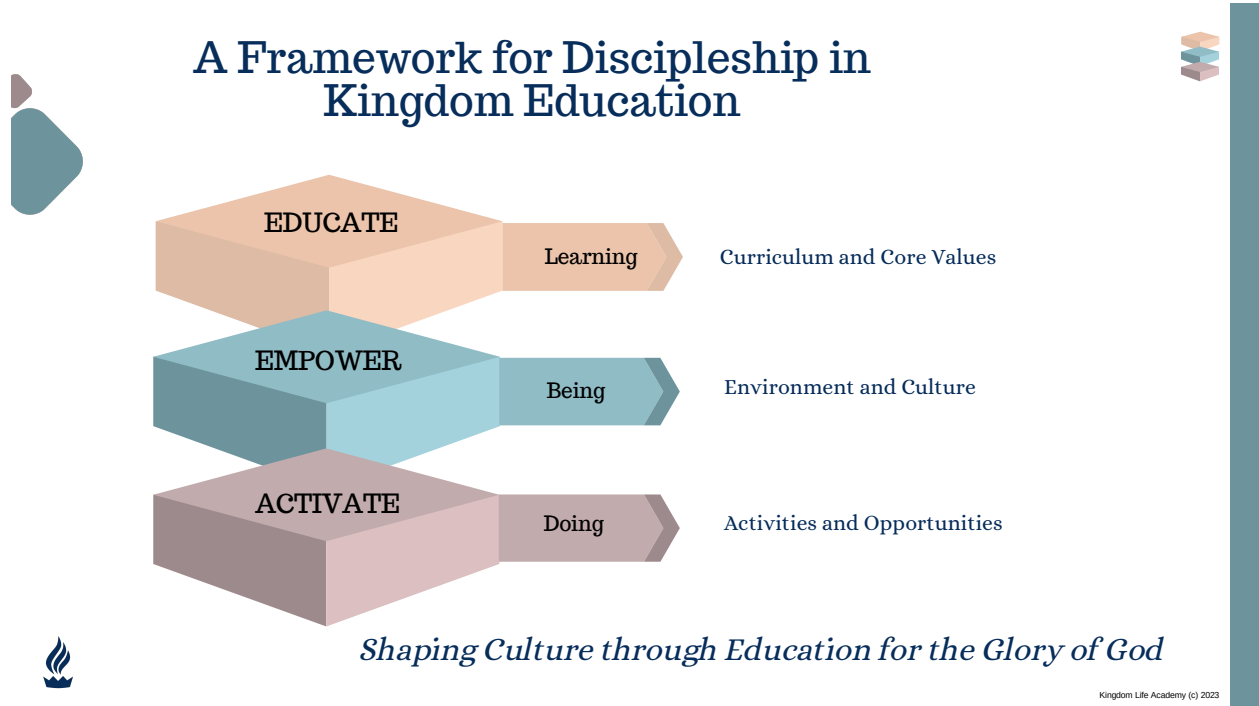 A Framework for Discipleship in
Kingdom Education
EDUCATE
Learning
Curriculum and Core Values
EMPOWER
Being
Environment and Culture
ACTIVATE
Doing
Activities and Opportunities
Shaping Culture through Education for the Glory of God
Kingdom Life Academy (c) 2023